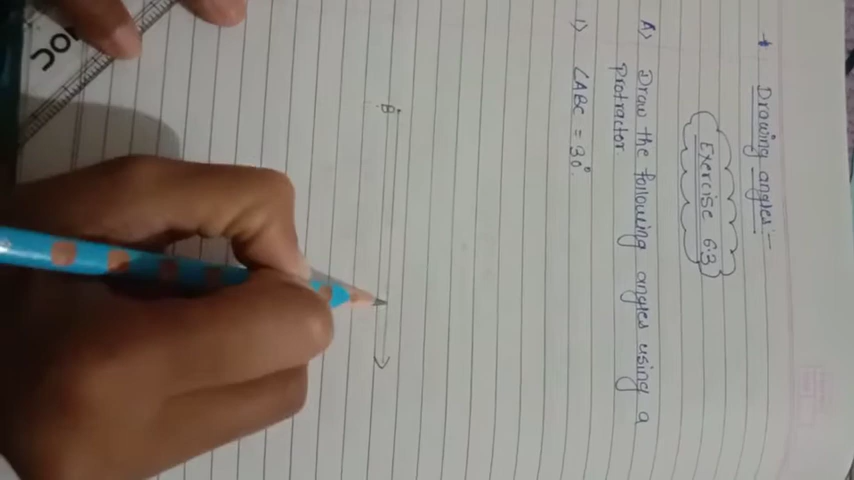 → Drawing angles:-
Exercise 6.3
A) Draw the following angles using a
protractor.
1) ∠ABC = 30°.
B